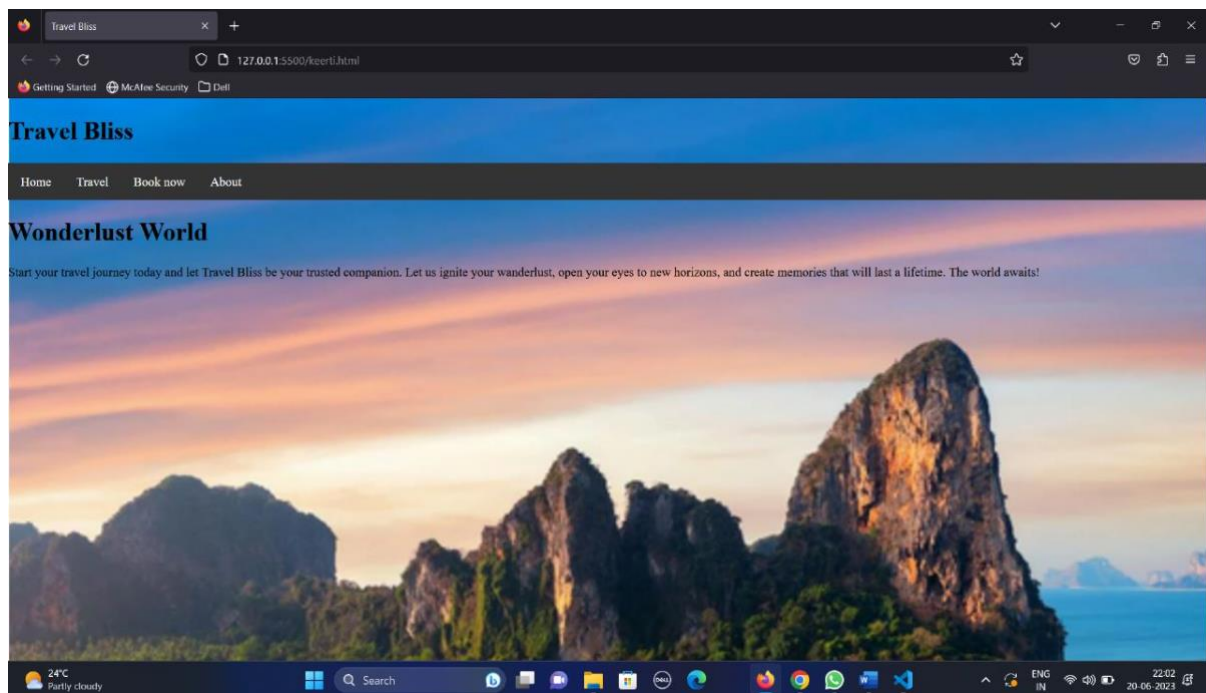 Travel Bliss
127.0.0.1:5500/keerti.html
Getting Started McAfee Security Dell
Travel Bliss
Home Travel Book now About
Wonderlust World
Start your travel journey today and let Travel Bliss be your trusted companion. Let us ignite your wanderlust, open your eyes to new horizons, and create memories that will last a lifetime. The world awaits!
24°C
Partly cloudy
Search
DELL
ENG
IN
22:02
20-06-2023